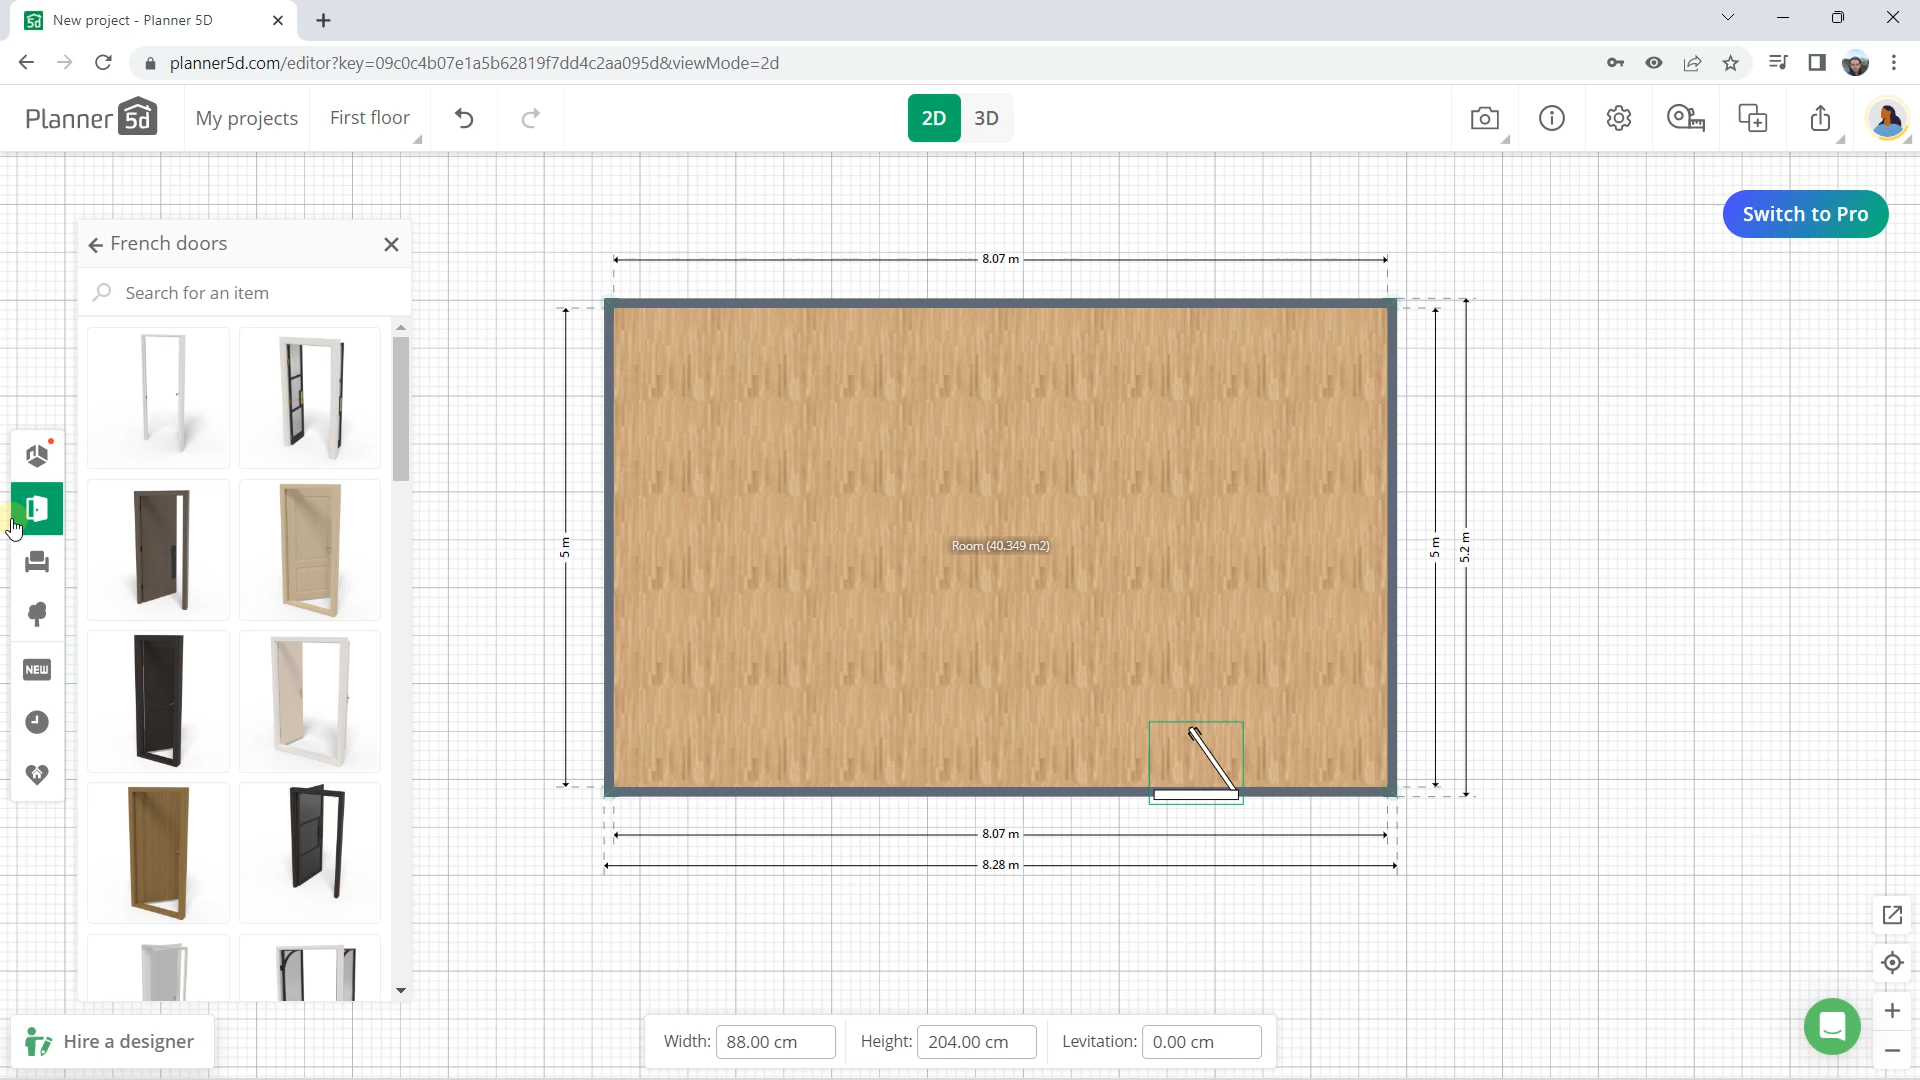 New project - Planner 5D
planner5d.com/editor?key=09c0c4b07e1a5b62819f7dd4c2aa095d&viewMode=2d
Planner 5d
My projects
First floor
2D
3D
Switch to Pro
French doors
Search for an item
NEW
Hire a designer
8.07 m
5 m
Room (40.349 m2)
5 m
5.2 m
8.07 m
8.28 m
Width: 88.00 cm
Height: 204.00 cm
Levitation: 0.00 cm